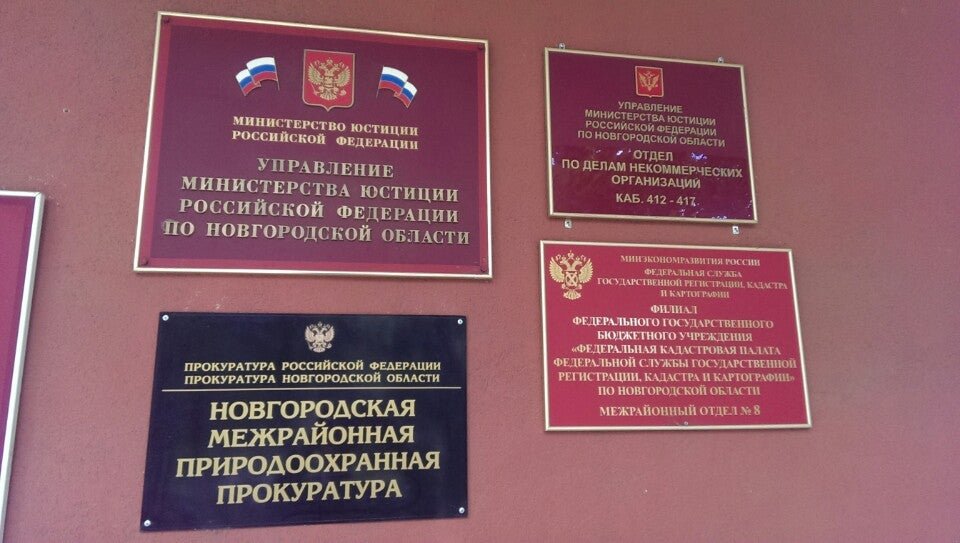 МИНИСТЕРСТВО ЮСТИЦИИ
РОССИЙСКОЙ ФЕДЕРАЦИИ
УПРАВЛЕНИЕ
МИНИСТЕРСТВА ЮСТИЦИИ
РОССИЙСКОЙ ФЕДЕРАЦИИ
ПО НОВГОРОДСКОЙ ОБЛАСТИ
УПРАВЛЕНИЕ
МИНИСТЕРСТВА ЮСТИЦИИ
РОССИЙСКОЙ ФЕДЕРАЦИИ
ПО НОВГОРОДСКОЙ ОБЛАСТИ
ОТДЕЛ
ПО ДЕЛАМ НЕКОММЕРЧЕСКИХ
ОРГАНИЗАЦИЙ
КАБ. 412 - 417
ПРОКУРАТУРА РОССИЙСКОЙ ФЕДЕРАЦИИ
ПРОКУРАТУРА НОВГОРОДСКОЙ ОБЛАСТИ
НОВГОРОДСКАЯ
МЕЖРАЙОННАЯ
ПРИРОДООХРАННАЯ
ПРОКУРАТУРА
МИНЭКОНОМРАЗВИТИЯ РОССИИ
ФЕДЕРАЛЬНАЯ СЛУЖБА
ГОСУДАРСТВЕННОЙ РЕГИСТРАЦИИ, КАДАСТРА
И КАРТОГРАФИИ
ФИЛИАЛ
ФЕДЕРАЛЬНОГО ГОСУДАРСТВЕННОГО
БЮДЖЕТНОГО УЧРЕЖДЕНИЯ
«ФЕДЕРАЛЬНАЯ КАДАСТРОВАЯ ПАЛАТА
ФЕДЕРАЛЬНОЙ СЛУЖБЫ ГОСУДАРСТВЕННОЙ
РЕГИСТРАЦИИ, КАДАСТРА И КАРТОГРАФИИ»
ПО НОВГОРОДСКОЙ ОБЛАСТИ
МЕЖРАЙОННЫЙ ОТДЕЛ № 8